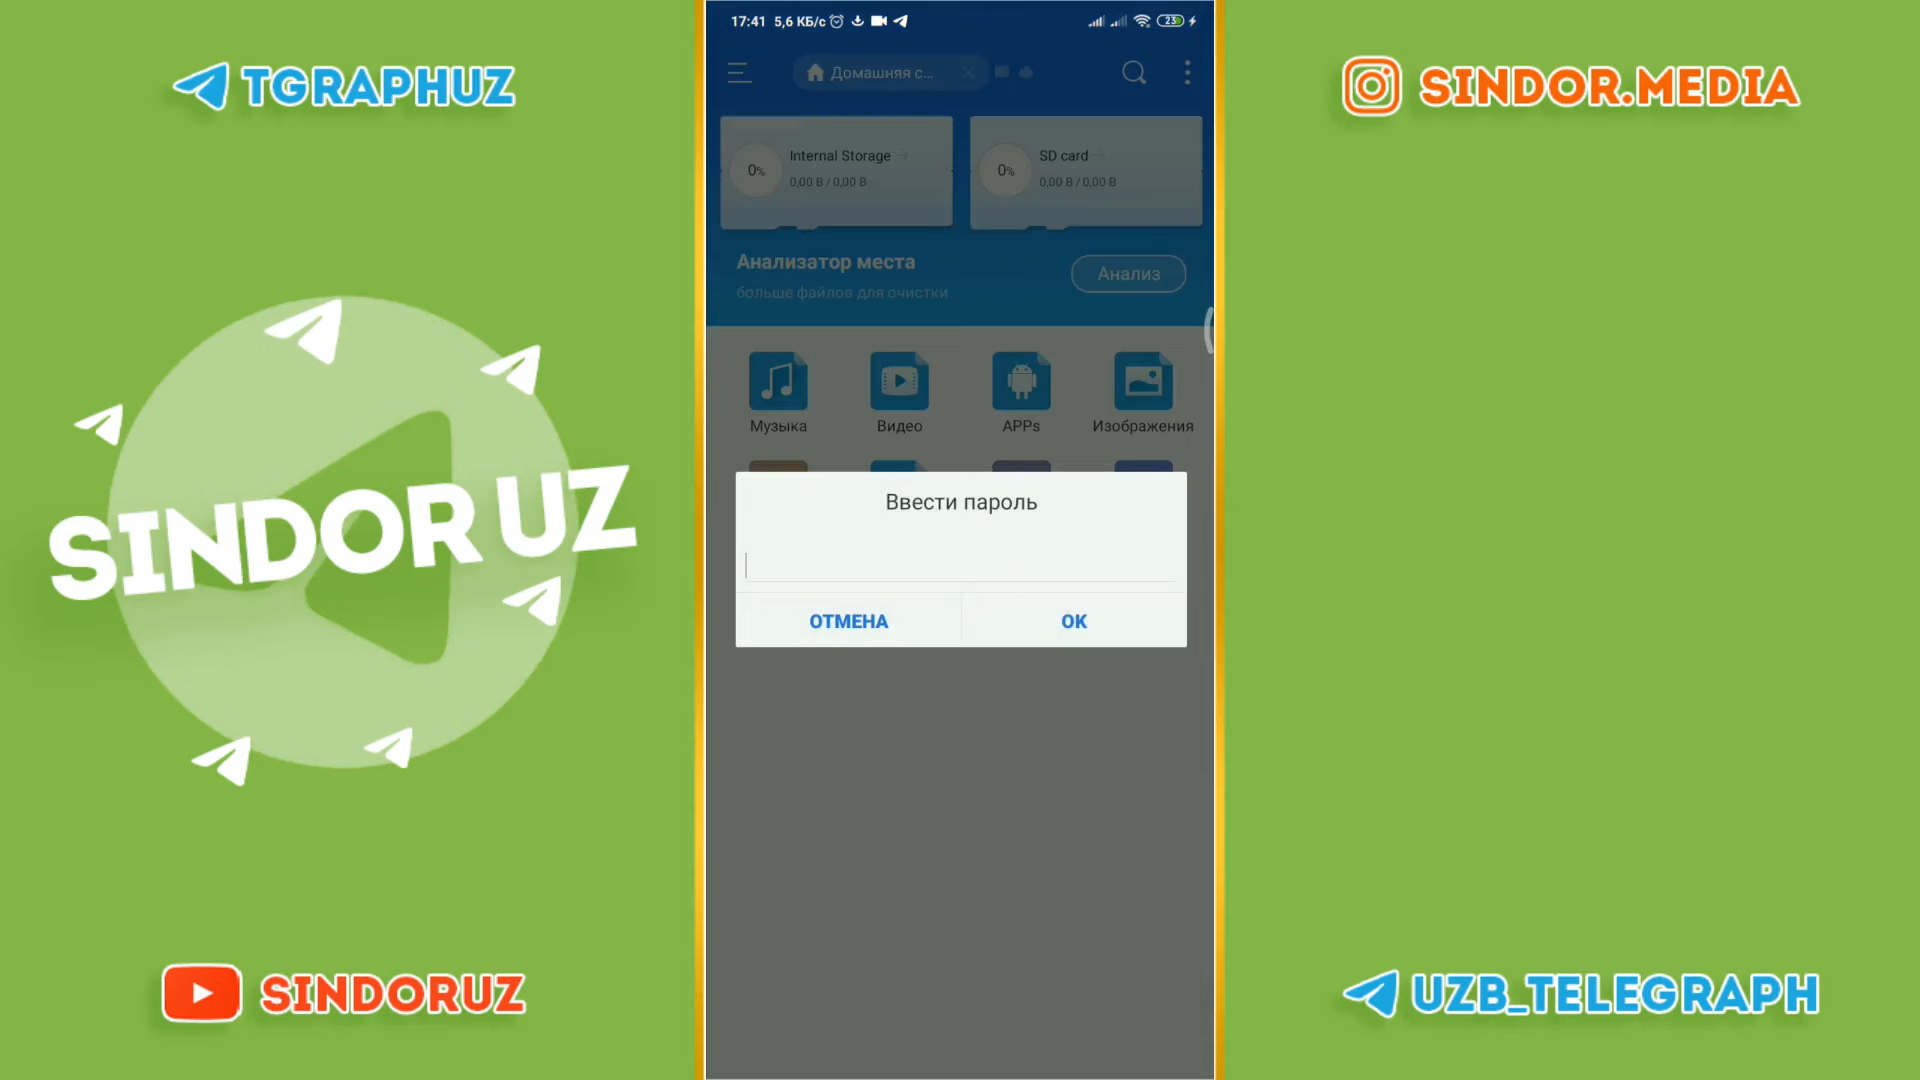 TGRAPHUZ
SINDOR UZ
SINDORUZ
17:41 5,6 КБ/с
23
Домашняя с...
0%
Internal Storage
0,00 B / 0,00 B
0%
SD card
0,00 B / 0,00 B
Анализатор места
больше файлов для очистки
Анализ
Музыка
Видео
APPs
Изображения
Ввести пароль
ОТМЕНА
OK
SINDOR.MEDIA
UZB_TELEGRAPH